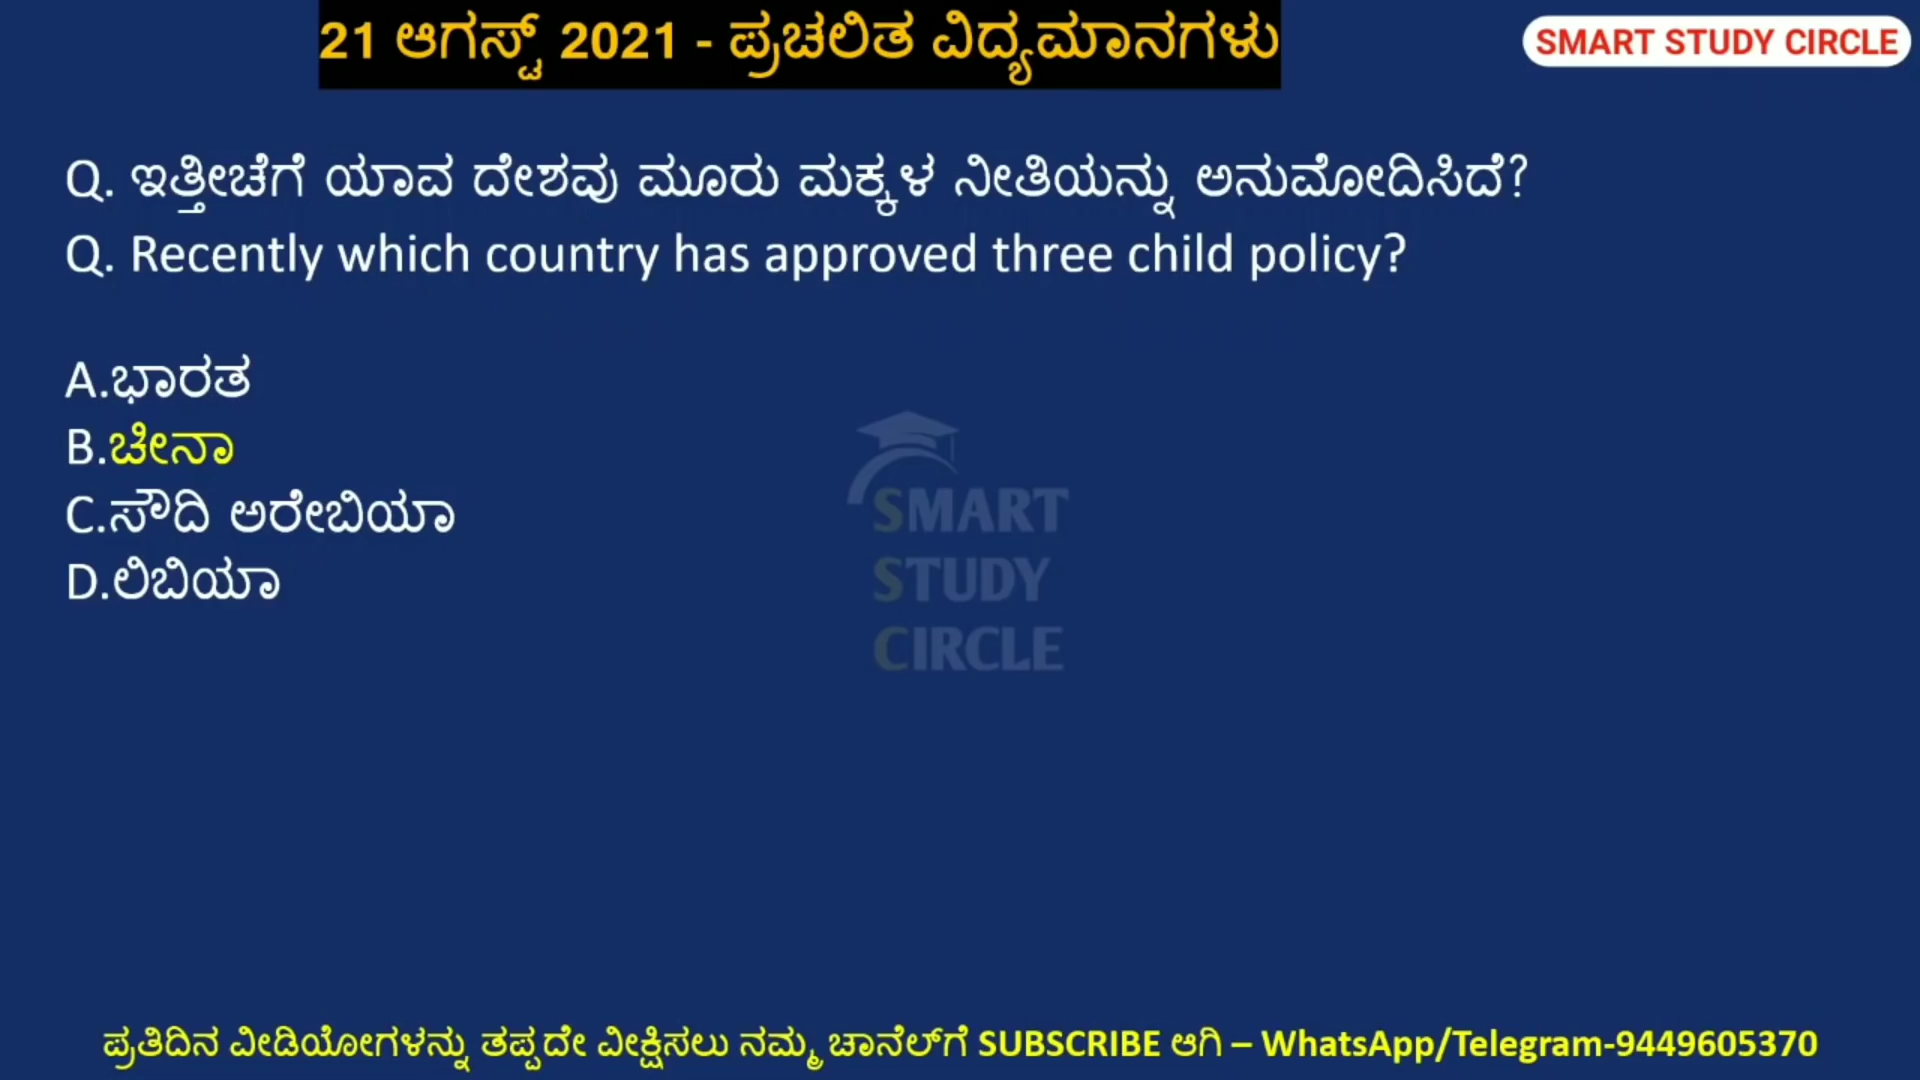 21 ಆಗಸ್ಟ್ 2021 - ಪ್ರಚಲಿತ ವಿದ್ಯಮಾನಗಳು
SMART STUDY CIRCLE
Q. ಇತ್ತೀಚೆಗೆ ಯಾವ ದೇಶವು ಮೂರು ಮಕ್ಕಳ ನೀತಿಯನ್ನು ಅನುಮೋದಿಸಿದೆ?
Q. Recently which country has approved three child policy?
A.ಭಾರತ
B.ಚೀನಾ
C.ಸೌದಿ ಅರೇಬಿಯಾ
D.ಲಿಬಿಯಾ
SMART
STUDY
CIRCLE
ಪ್ರತಿದಿನ ವೀಡಿಯೋಗಳನ್ನು ತಪ್ಪದೇ ವೀಕ್ಷಿಸಲು ನಮ್ಮ ಚಾನೆಲ್‌ಗೆ SUBSCRIBE ಆಗಿ – WhatsApp/Telegram-9449605370